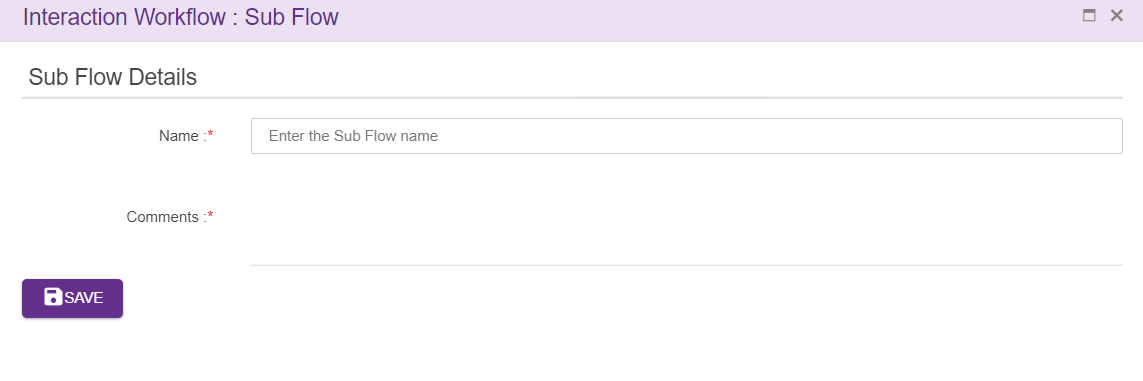 Interaction Workflow : Sub Flow
Sub Flow Details
Name :*
Enter the Sub Flow name
Comments :*
SAVE